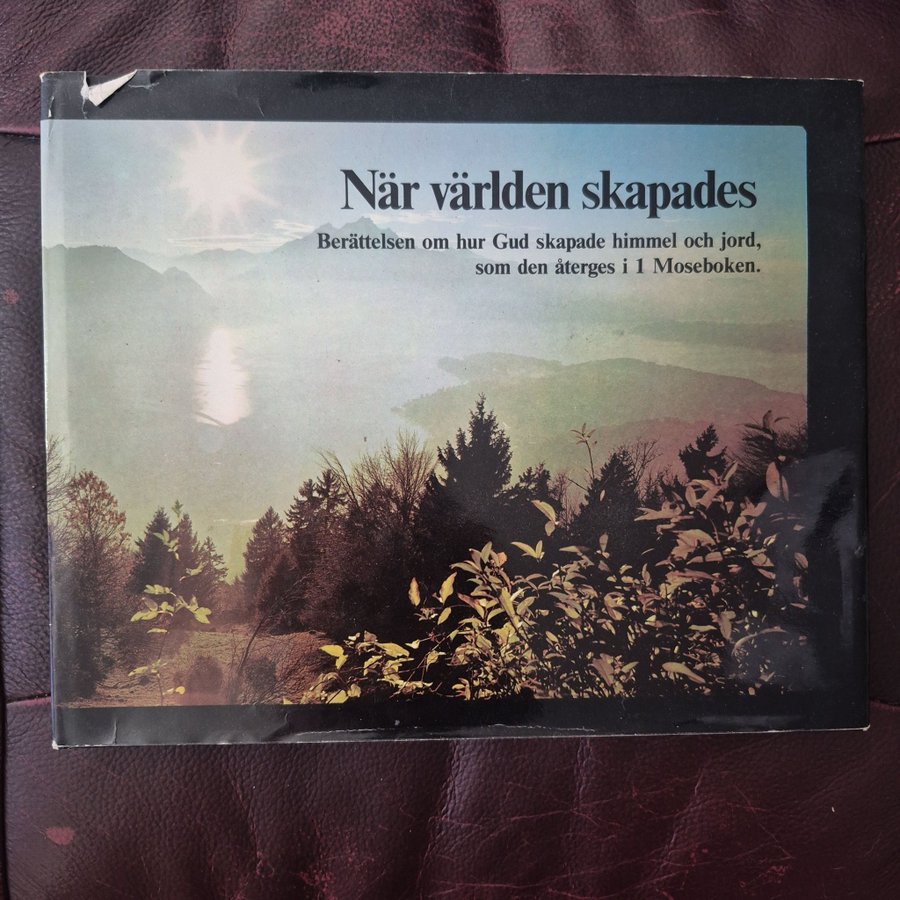 När världen skapades
Berättelsen om hur Gud skapade himmel och jord,
som den återges i 1 Moseboken.